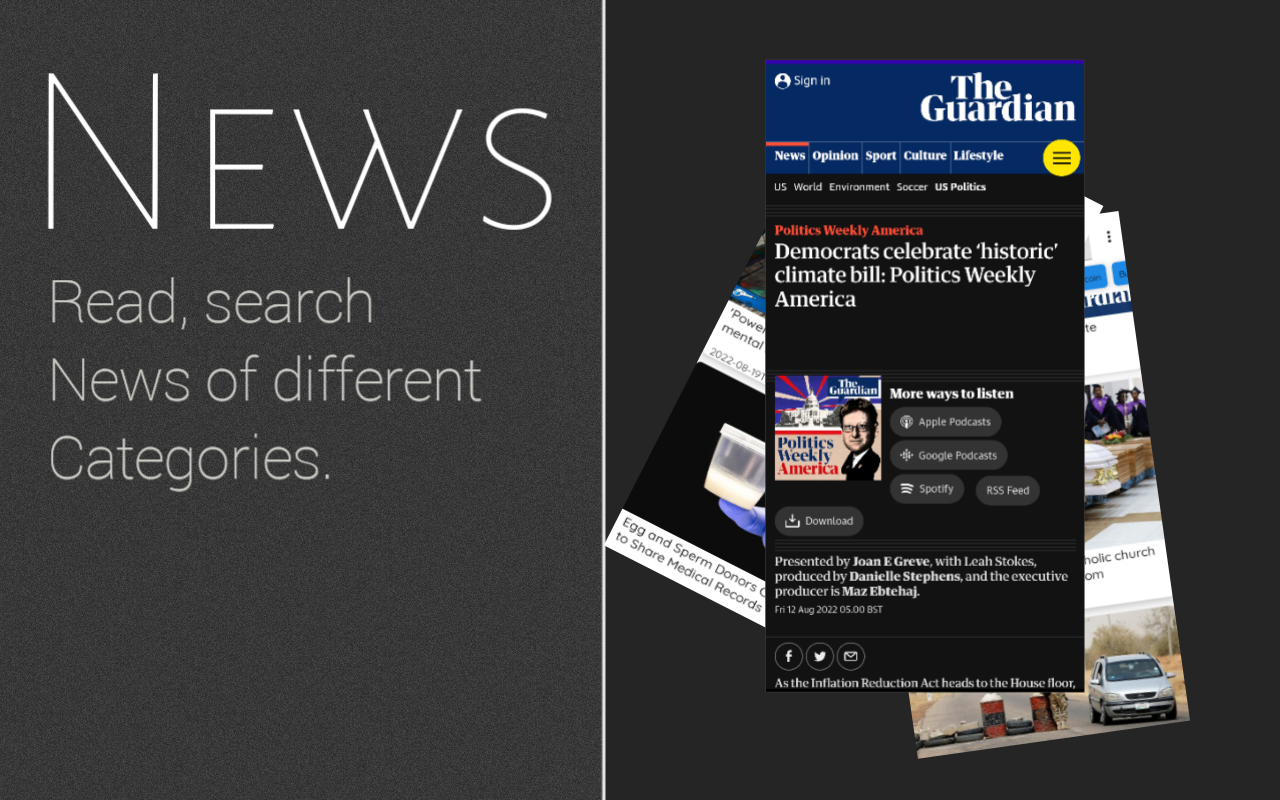 News
Read, search
News of different
Categories.
Sign in
The
Guardian
News Opinion Sport Culture Lifestyle
US World Environment Soccer US Politics
Politics Weekly America
Democrats celebrate ‘historic’
climate bill: Politics Weekly
America
The
Guardian
Politics
Weekly
America
More ways to listen
Apple Podcasts
Google Podcasts
Spotify RSS Feed
Download
Presented by Joan E Greve, with Leah Stokes,
produced by Danielle Stephens, and the executive
producer is Maz Ebtehaj.
Fri 12 Aug 2022 05.00 BST
As the Inflation Reduction Act heads to the House floor,
'Power
mental
2022-08-19T
Egg and Sperm Donors
to Share Medical Records
church